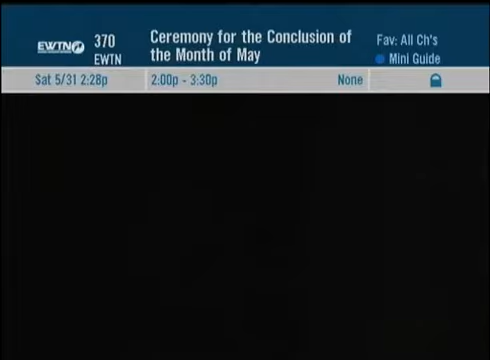 EWTN
370
EWTN
Ceremony for the Conclusion of
the Month of May
Fav: All Ch's
Mini Guide
Sat 5/31 2:28p
2:00p - 3:30p
None